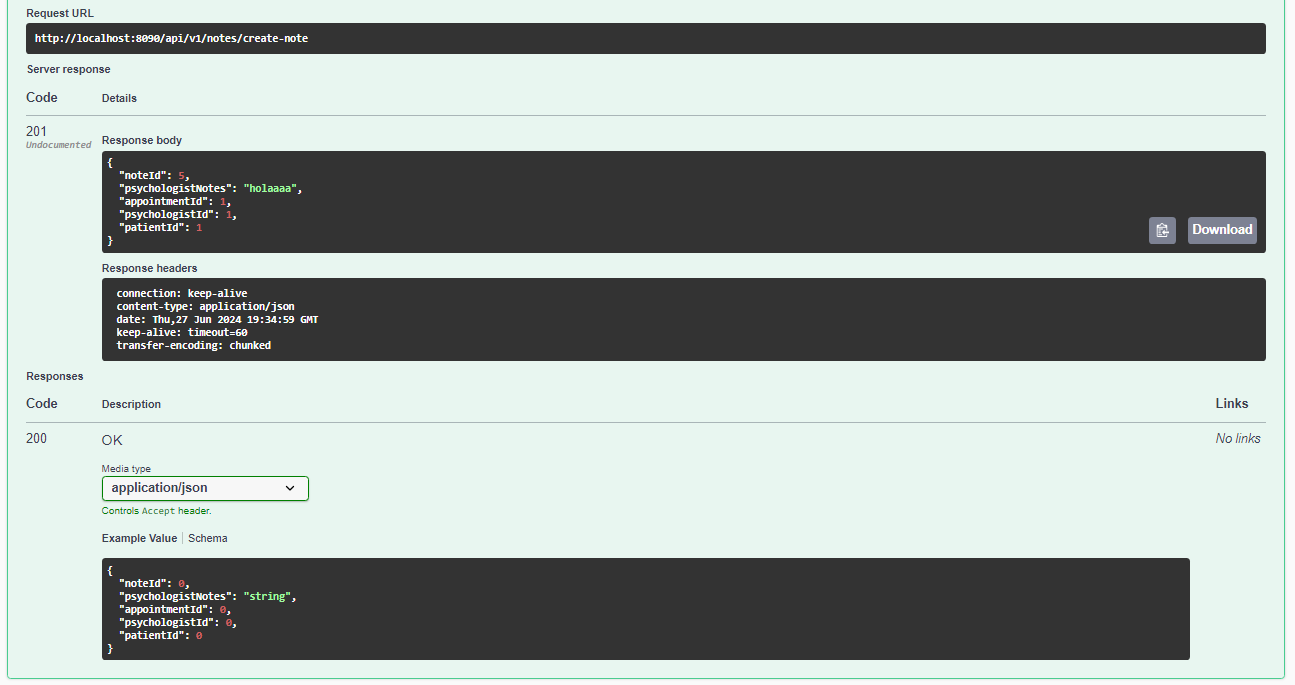 Request URL
http://localhost:8090/api/v1/notes/create-note
Server response
Code Details
201
Undocumented
Response body
{
  "noteId": 5,
  "psychologistNotes": "holaaaa",
  "appointmentId": 1,
  "psychologistId": 1,
  "patientId": 1
}
Download
Response headers
connection: keep-alive
content-type: application/json
date: Thu,27 Jun 2024 19:34:59 GMT
keep-alive: timeout=60
transfer-encoding: chunked
Responses
Code Description Links
200 OK No links
Media type
application/json
Controls Accept header.
Example Value Schema
{
  "noteId": 0,
  "psychologistNotes": "string",
  "appointmentId": 0,
  "psychologistId": 0,
  "patientId": 0
}